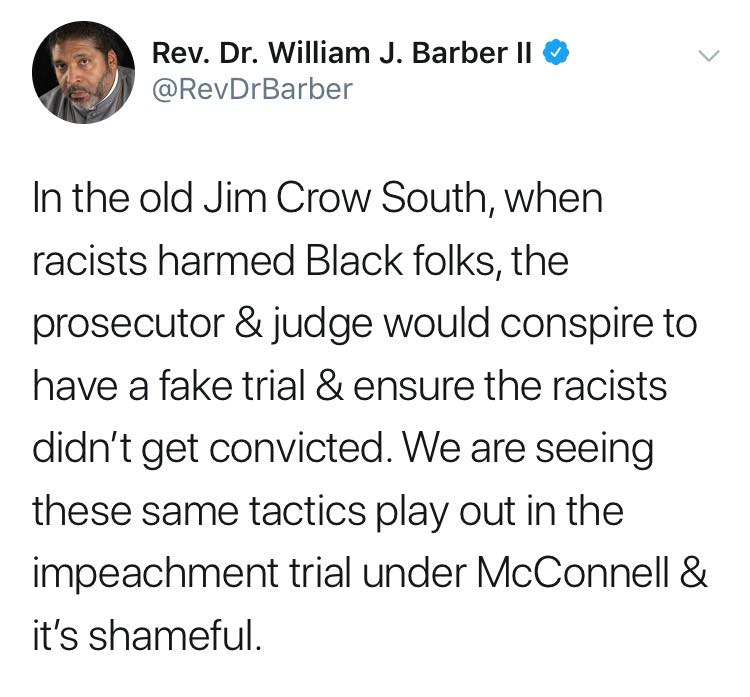 Rev. Dr. William J. Barber II
@RevDrBarber
In the old Jim Crow South, when
racists harmed Black folks, the
prosecutor & judge would conspire to
have a fake trial & ensure the racists
didn’t get convicted. We are seeing
these same tactics play out in the
impeachment trial under McConnell &
it’s shameful.